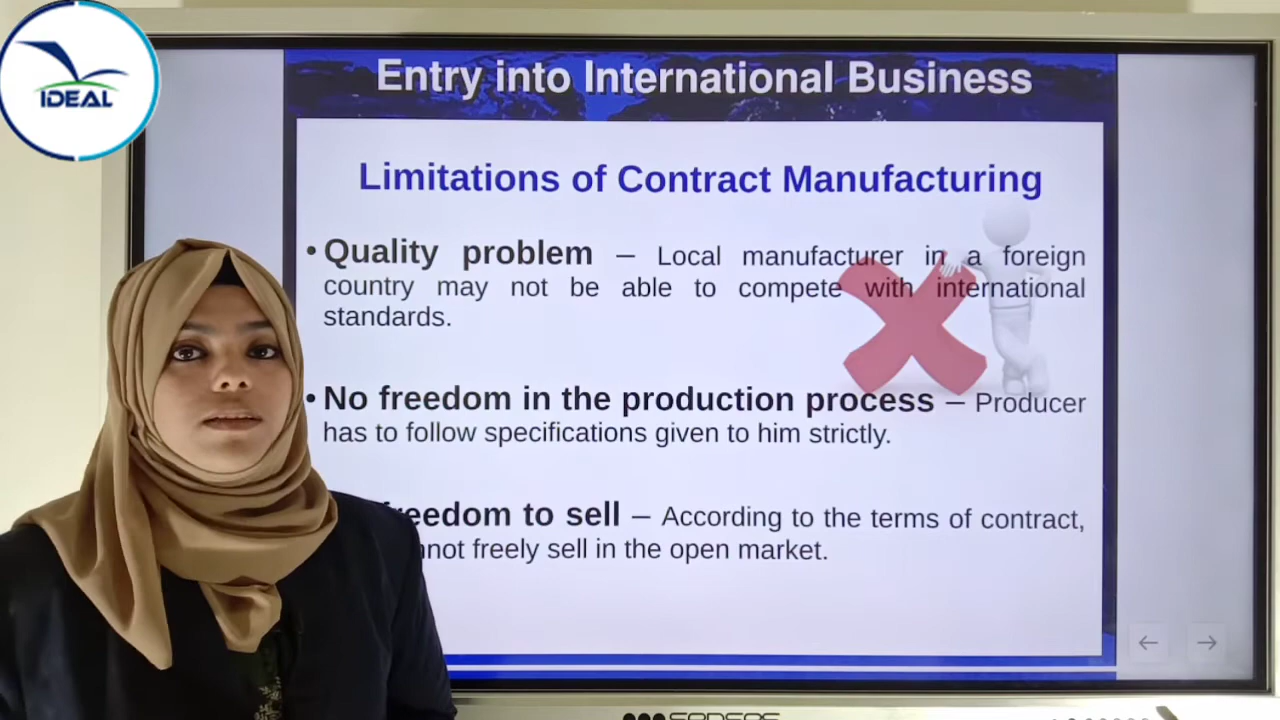 IDEAL
Entry into International Business
Limitations of Contract Manufacturing
• Quality problem – Local manufacturer in a foreign
country may not be able to compete with international
standards.
• No freedom in the production process – Producer
has to follow specifications given to him strictly.
freedom to sell – According to the terms of contract,
freely sell in the open market.